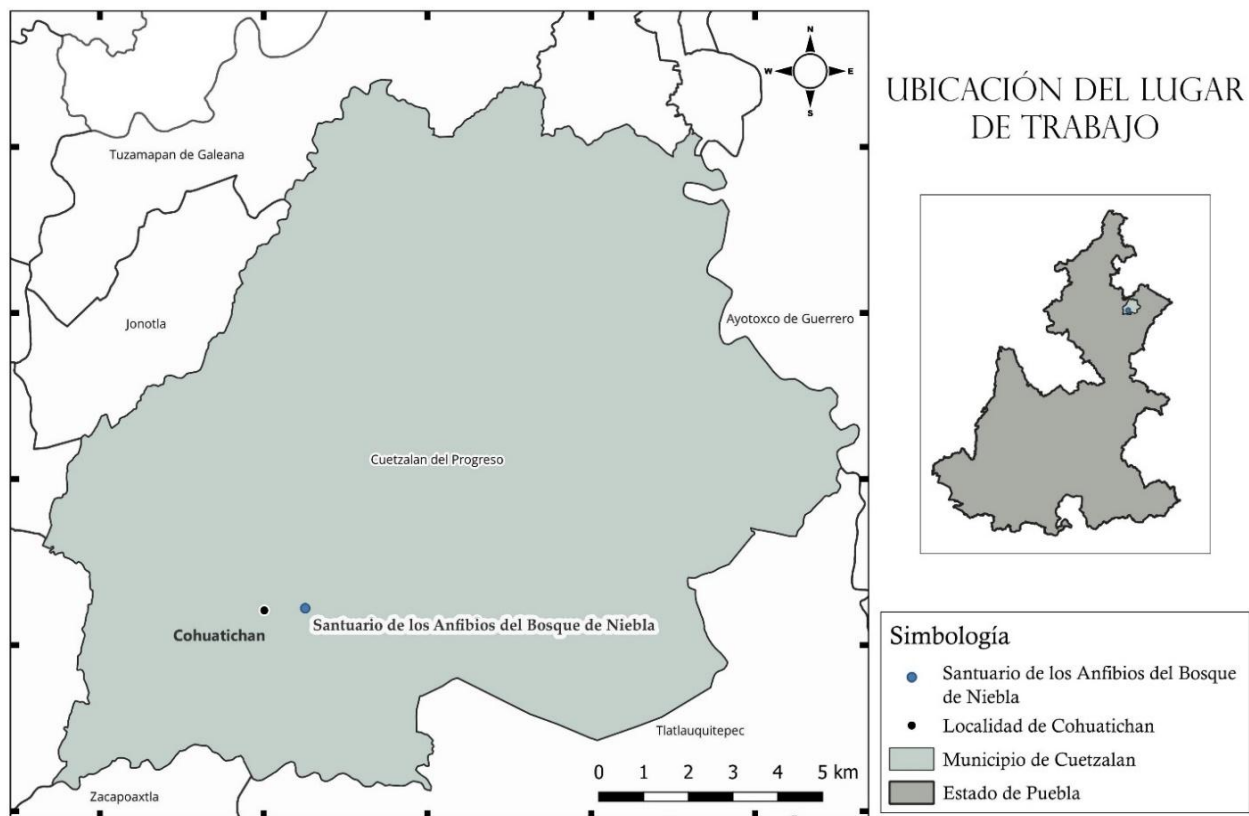 N
W E
S
UBICACIÓN DEL LUGAR
DE TRABAJO
Tuzamapan de Galeana
Jonotla
Ayotoxco de Guerrero
Cuetzalan del Progreso
Cohuatichan
Santuario de los Anfibios del Bosque de Niebla
Tlatlauquitepec
Zacapoaxtla
0 1 2 3 4 5 km
Simbología
Santuario de los Anfibios del Bosque
de Niebla
Localidad de Cohuatichan
Municipio de Cuetzalan
Estado de Puebla